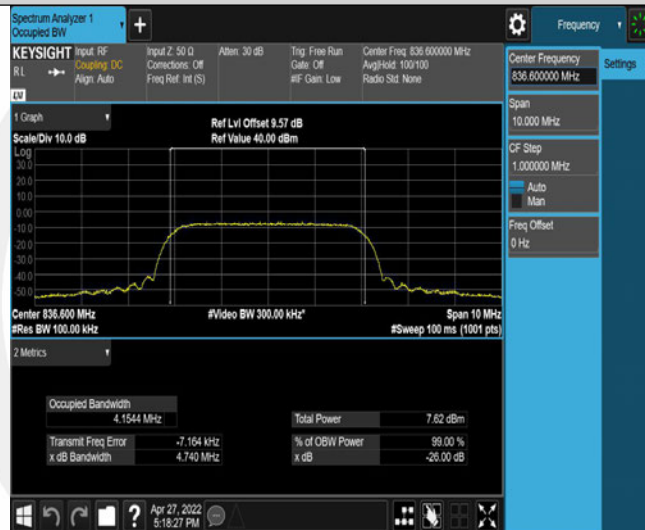 Spectrum Analyzer 1
Occupied BW
+
Frequency
KEYSIGHT
RL
Input: RF
Coupling: DC
Align: Auto
Input Z: 50 Ω
Corrections: Off
Freq Ref: Int (S)
Atten: 30 dB
Trig: Free Run
Gate: Off
#IF Gain: Low
Center Freq: 836.600000 MHz
Avg|Hold: 100/100
Radio Std: None
Center Frequency
836.600000 MHz
Settings
Span
10.000 MHz
CF Step
1.000000 MHz
Auto
Man
Freq Offset
0 Hz
1 Graph
Scale/Div 10.0 dB
Ref Lvl Offset 9.57 dB
Ref Value 40.00 dBm
Log
30.0
20.0
10.0
0.00
-10.0
-20.0
-30.0
-40.0
-50.0
Center 836.600 MHz
#Res BW 100.00 kHz
#Video BW 300.00 kHz*
Span 10 MHz
#Sweep 100 ms (1001 pts)
2 Metrics
Occupied Bandwidth
4.1544 MHz
Total Power 7.62 dBm
Transmit Freq Error -7.164 kHz
% of OBW Power 99.00 %
x dB Bandwidth 4.740 MHz
x dB -26.00 dB
?
Apr 27, 2022
5:18:27 PM